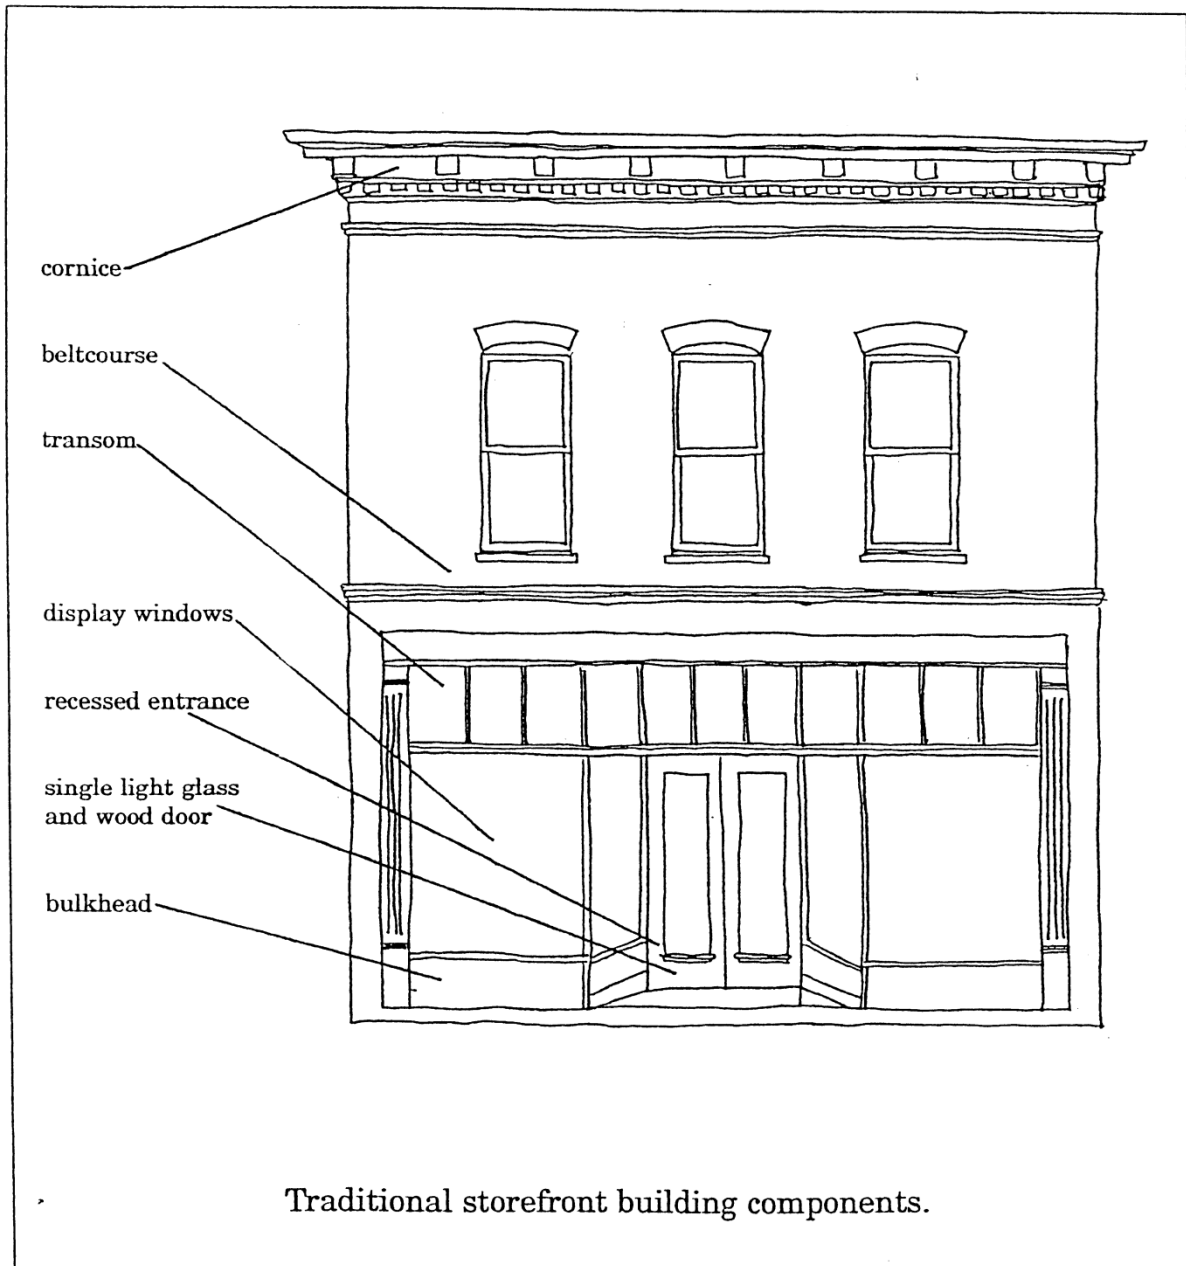 cornice
beltcourse
transom
display windows
recessed entrance
single light glass
and wood door
bulkhead
Traditional storefront building components.